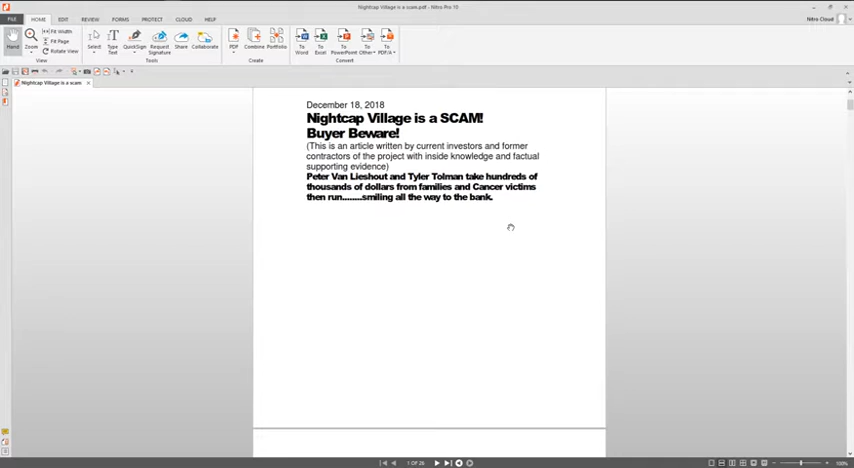 Nightcap Village is a scam.pdf - Nitro Pro 10
FILE HOME EDIT REVIEW FORMS PROTECT CLOUD HELP
Nitro Cloud
Hand Zoom Fit Width
Fit Page
Rotate View
Select Type Text QuickSign Request Signature Share Collaborate
PDF Combine Portfolio
To Word To Excel To PowerPoint To Other To PDF/A
View Tools Create Convert
Nightcap Village is a scam
December 18, 2018
Nightcap Village is a SCAM!
Buyer Beware!
(This is an article written by current investors and former
contractors of the project with inside knowledge and factual
supporting evidence)
Peter Van Lieshout and Tyler Tolman take hundreds of
thousands of dollars from families and Cancer victims
then run........smiling all the way to the bank.
1 OF 25
100%